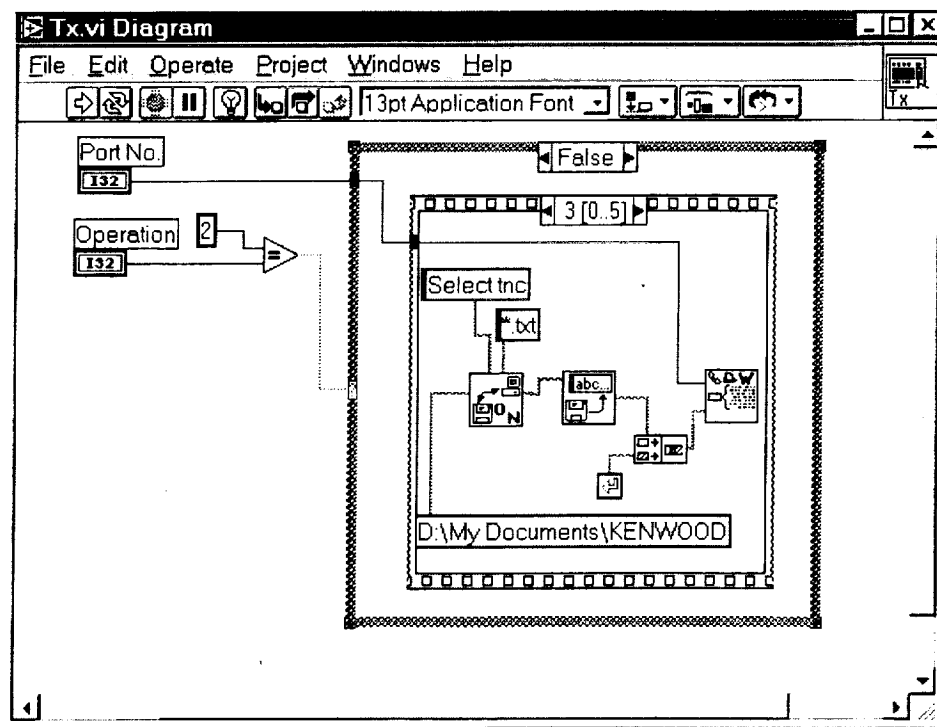 Tx.vi Diagram
File Edit Operate Project Windows Help
13pt Application Font
Tx
Port No.
I32
False
3 [0..5]
Operation
2
I32
=
Select tnc
*.txt
abc...
O N
W
D:\My Documents\KENWOOD